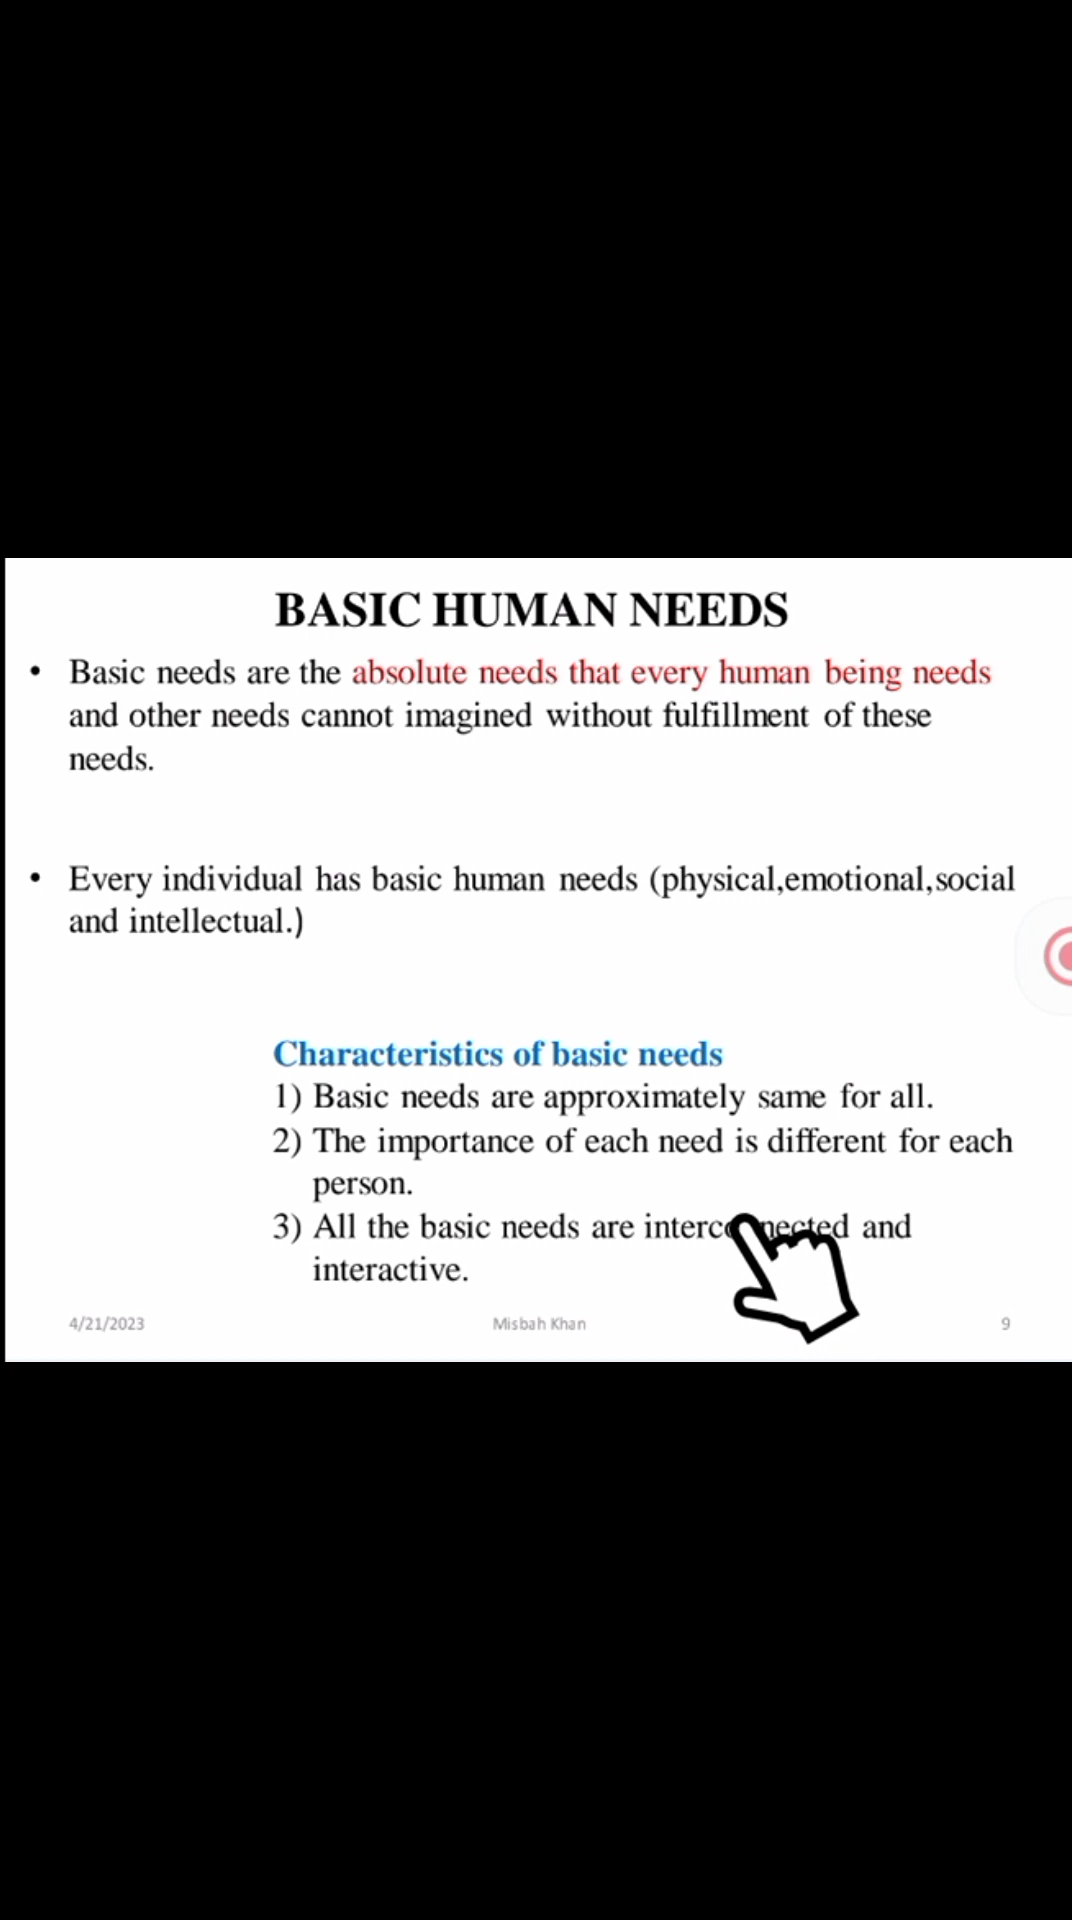 BASIC HUMAN NEEDS
• Basic needs are the absolute needs that every human being needs
and other needs cannot imagined without fulfillment of these
needs.
• Every individual has basic human needs (physical,emotional,social
and intellectual.)
Characteristics of basic needs
1) Basic needs are approximately same for all.
2) The importance of each need is different for each
person.
3) All the basic needs are interconnected and
interactive.
4/21/2023 Misbah Khan 9